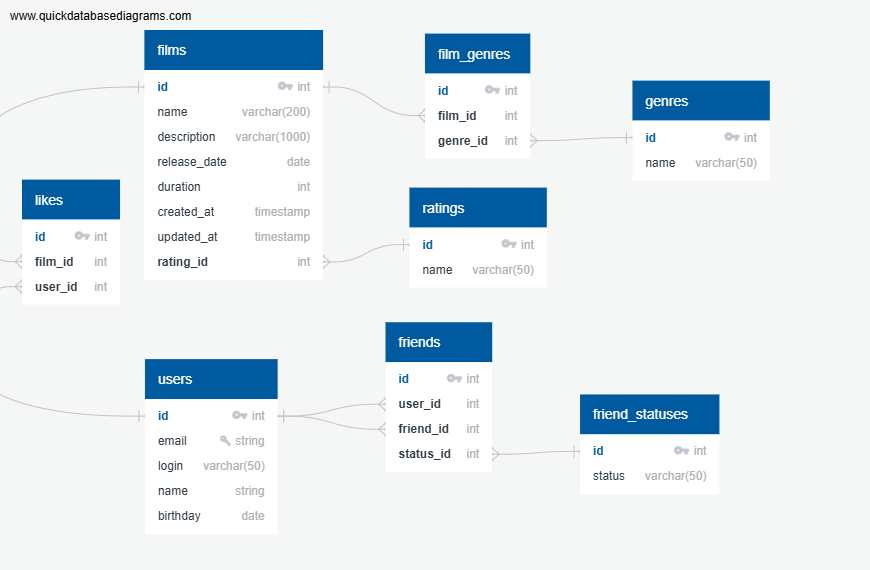 www.quickdatabasediagrams.com
films
id int
name varchar(200)
description varchar(1000)
release_date date
duration int
created_at timestamp
updated_at timestamp
rating_id int
film_genres
id int
film_id int
genre_id int
genres
id int
name varchar(50)
likes
id int
film_id int
user_id int
ratings
id int
name varchar(50)
users
id int
email string
login varchar(50)
name string
birthday date
friends
id int
user_id int
friend_id int
status_id int
friend_statuses
id int
status varchar(50)